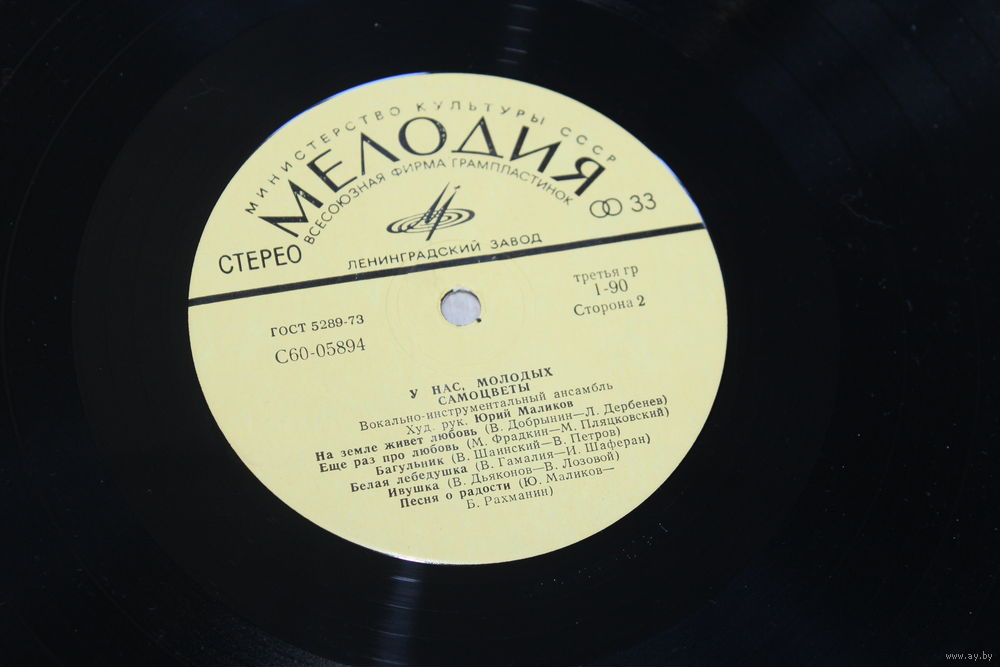 МИНИСТЕРСТВО КУЛЬТУРЫ СССР
МЕЛОДИЯ
ВСЕСОЮЗНАЯ ФИРМА ГРАМПЛАСТИНОК
СТЕРЕО
33
ЛЕНИНГРАДСКИЙ ЗАВОД
ГОСТ 5289-73
С60-05894
третья гр
1-90
Сторона 2
У НАС, МОЛОДЫХ
САМОЦВЕТЫ
Вокально-инструментальный ансамбль
Худ. рук. Юрий Маликов
На земле живет любовь (В. Добрынин—Л. Дербенев)
Еще раз про любовь (М. Фрадкин—М. Пляцковский)
Багульник (В. Шаинский—В. Петров)
Белая лебедушка (В. Гамалия—И. Шаферан)
Ивушка (В. Дьяконов—В. Лозовой)
Песня о радости (Ю. Маликов—
Б. Рахманин)
www.ay.by